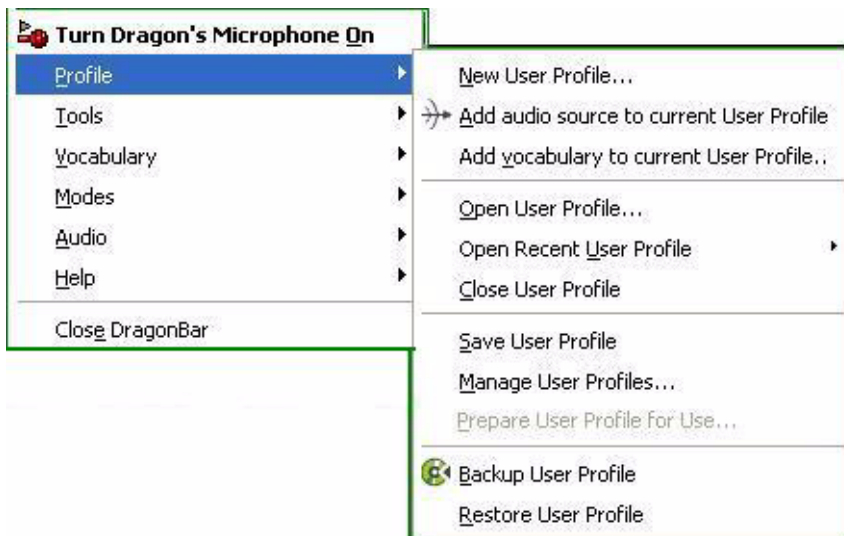 Turn Dragon's Microphone On
Profile
Tools
Vocabulary
Modes
Audio
Help
Close DragonBar
New User Profile...
Add audio source to current User Profile
Add vocabulary to current User Profile..
Open User Profile...
Open Recent User Profile
Close User Profile
Save User Profile
Manage User Profiles...
Prepare User Profile for Use...
Backup User Profile
Restore User Profile